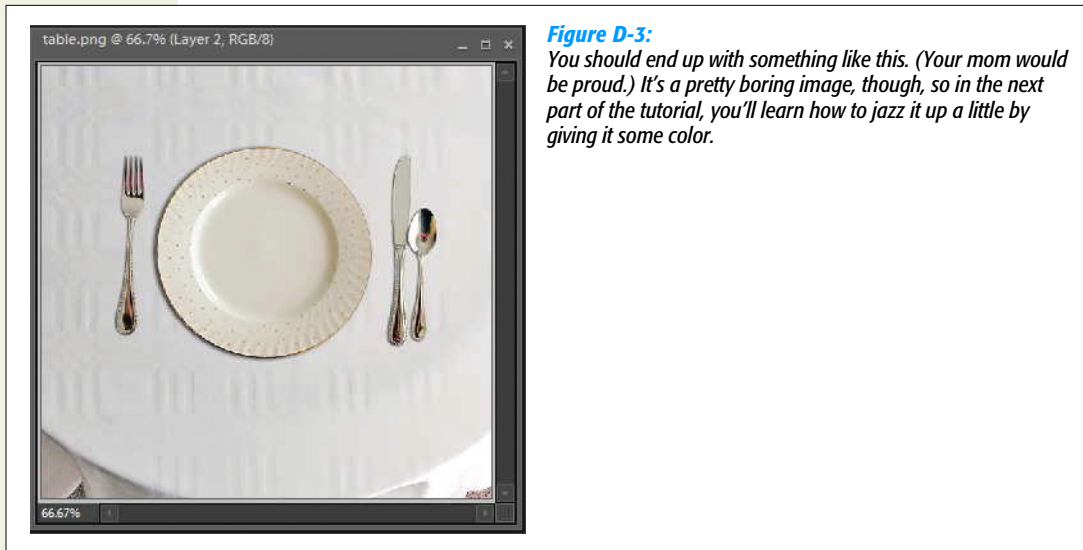 table.png @ 66.7% (Layer 2, RGB/8)
66.67%
Figure D-3:
You should end up with something like this. (Your mom would
be proud.) It's a pretty boring image, though, so in the next
part of the tutorial, you'll learn how to jazz it up a little by
giving it some color.